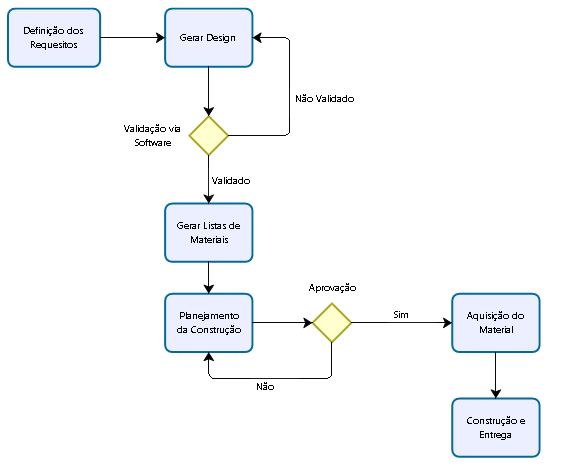 Definição dos
Requesitos
Gerar Design
Não Validado
Validação via
Software
Validado
Gerar Listas de
Materiais
Aprovação
Planejamento
da Construção
Sim
Aquisição do
Material
Não
Construção e
Entrega